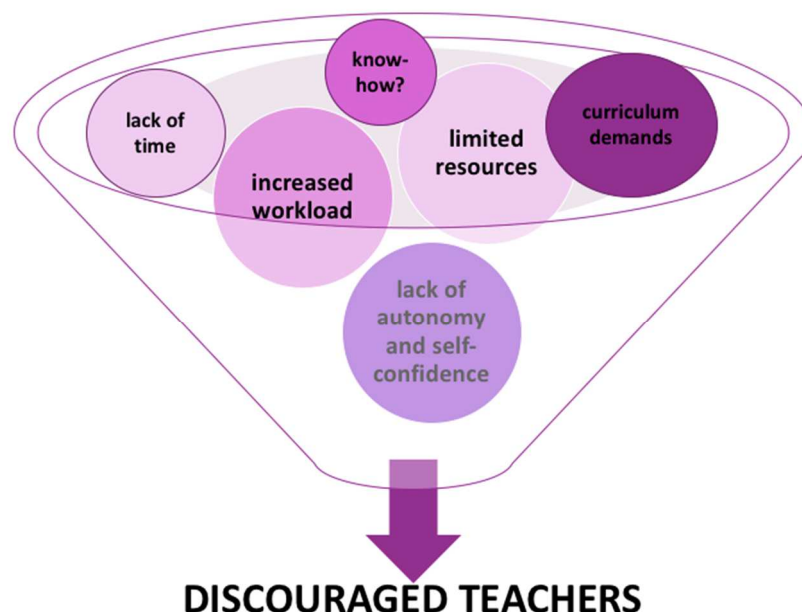 know-
how?
lack of
time
increased
workload
limited
resources
curriculum
demands
lack of
autonomy
and self-
confidence
DISCOURAGED TEACHERS